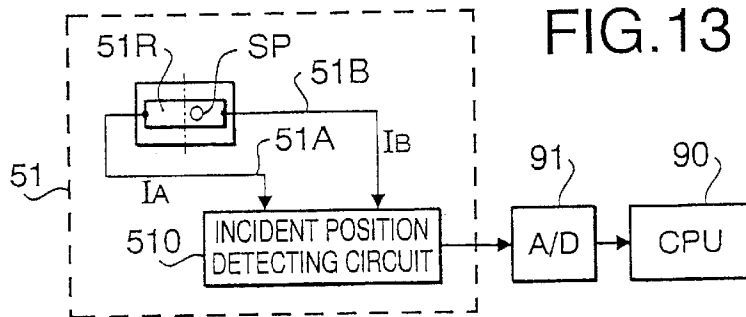 FIG.13
51R
SP
51B
51A
IB
51
IA
91
90
510
INCIDENT POSITION
DETECTING CIRCUIT
A/D
CPU